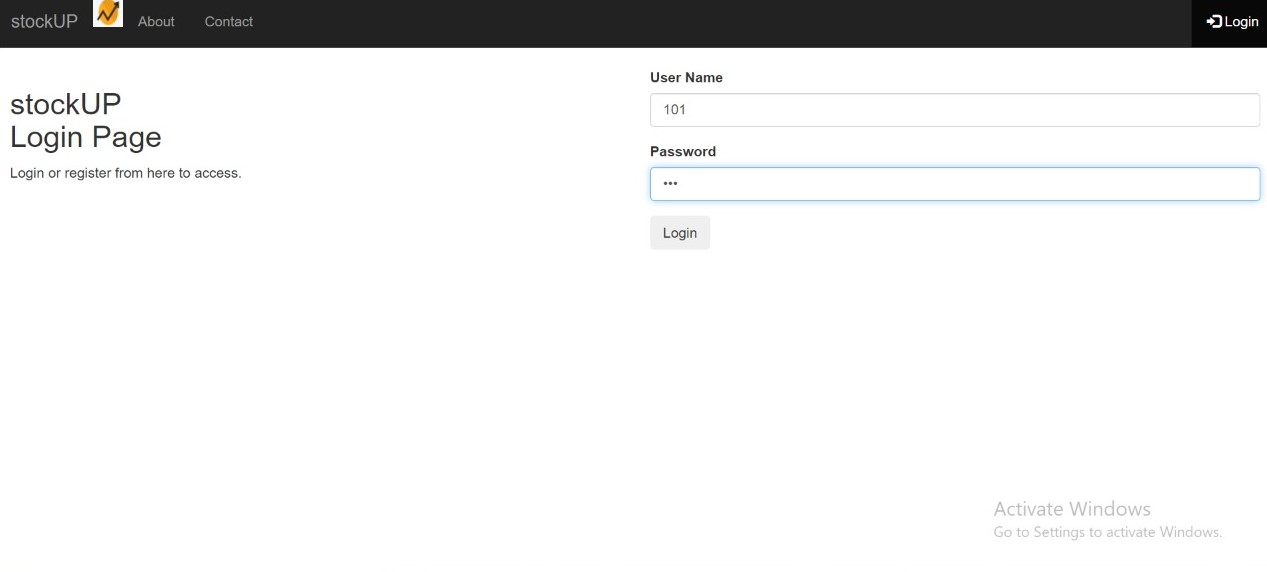 stockUP About Contact Login
stockUP
Login Page
Login or register from here to access.
User Name
101
Password
•••
Login
Activate Windows
Go to Settings to activate Windows.